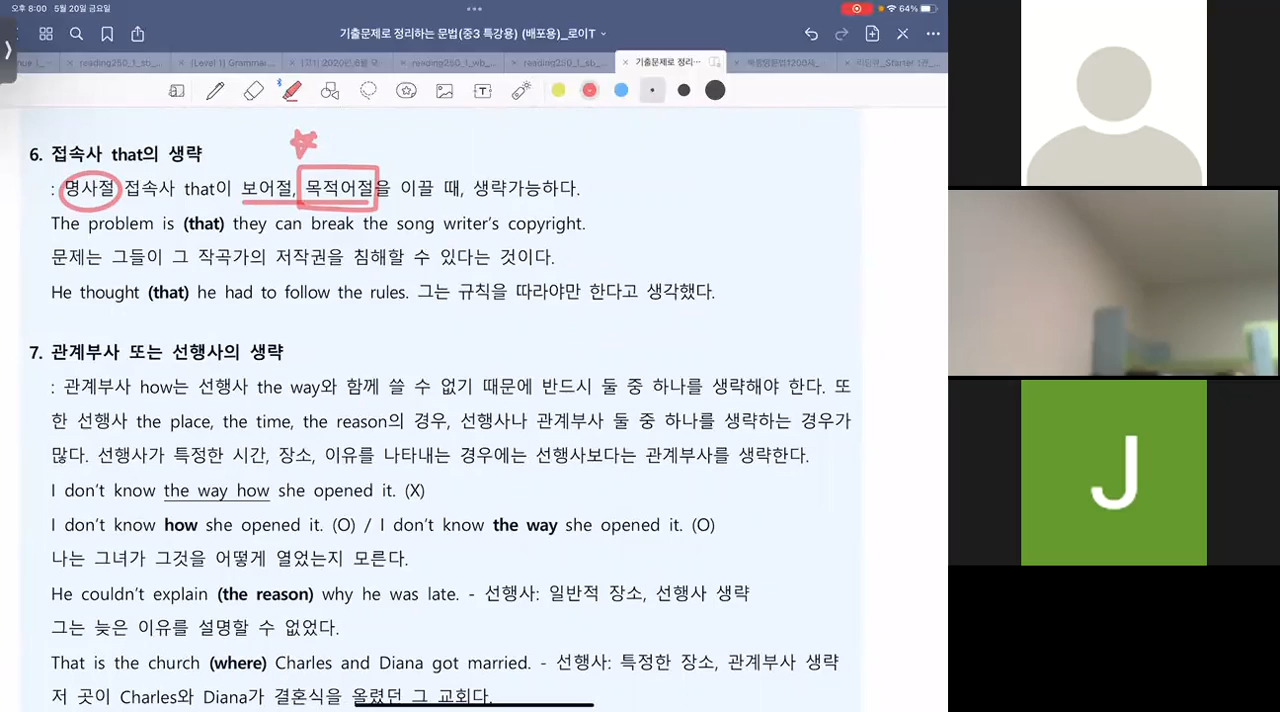 오후 8:00 5월 20일 금요일
64%
기출문제로 정리하는 문법(중3 특강용) (배포용)_로이T
reading250_1_sb_...
(Level 1) Grammar...
reading250_1_wb_...
reading250_1_sb_...
기출문제로 정리...
6. 접속사 that의 생략
: 명사절 접속사 that이 보어절, 목적어절을 이끌 때, 생략가능하다.
The problem is (that) they can break the song writer's copyright.
문제는 그들이 그 작곡가의 저작권을 침해할 수 있다는 것이다.
He thought (that) he had to follow the rules. 그는 규칙을 따라야만 한다고 생각했다.
7. 관계부사 또는 선행사의 생략
: 관계부사 how는 선행사 the way와 함께 쓸 수 없기 때문에 반드시 둘 중 하나를 생략해야 한다. 또
한 선행사 the place, the time, the reason의 경우, 선행사나 관계부사 둘 중 하나를 생략하는 경우가
많다. 선행사가 특정한 시간, 장소, 이유를 나타내는 경우에는 선행사보다는 관계부사를 생략한다.
I don't know the way how she opened it. (X)
I don't know how she opened it. (O) / I don't know the way she opened it. (O)
나는 그녀가 그것을 어떻게 열었는지 모른다.
He couldn't explain (the reason) why he was late. - 선행사: 일반적 장소, 선행사 생략
그는 늦은 이유를 설명할 수 없었다.
That is the church (where) Charles and Diana got married. - 선행사: 특정한 장소, 관계부사 생략
저 곳이 Charles와 Diana가 결혼식을 올렸던 그 교회다.
J